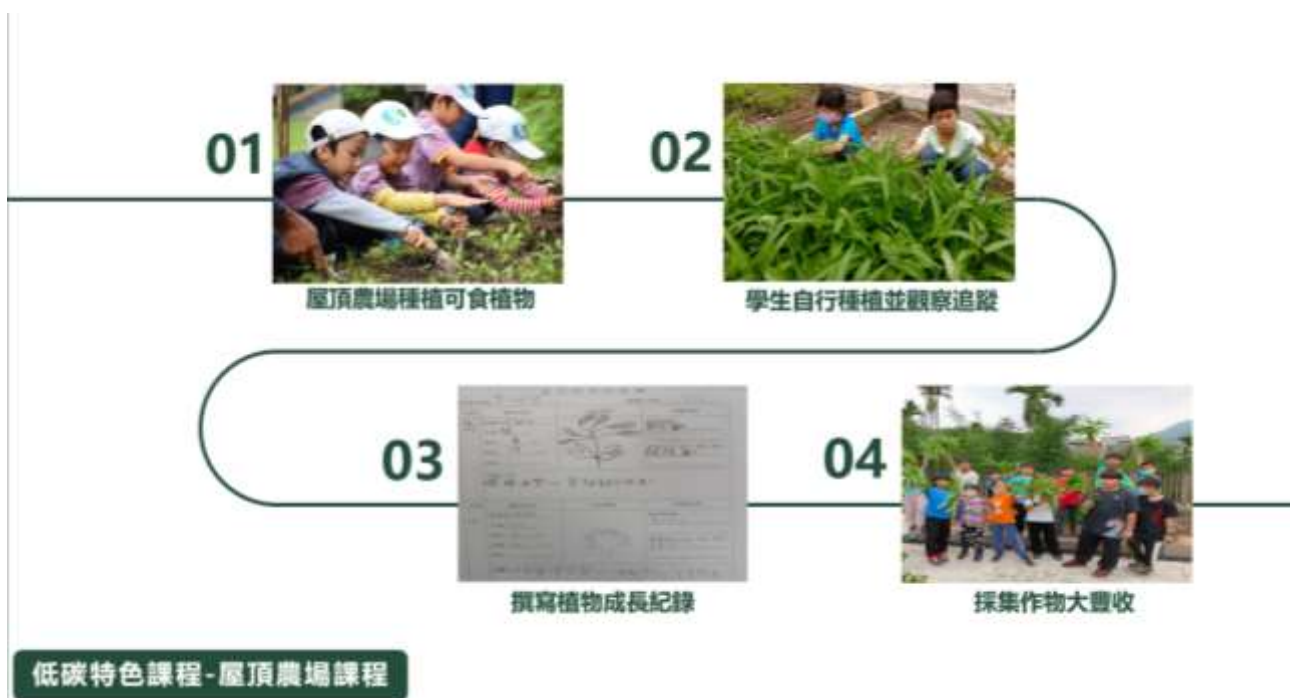 01
屋頂農場種植可食植物
02
學生自行種植並觀察追蹤
03
撰寫植物成長紀錄
04
採集作物大豐收
低碳特色課程-屋頂農場課程